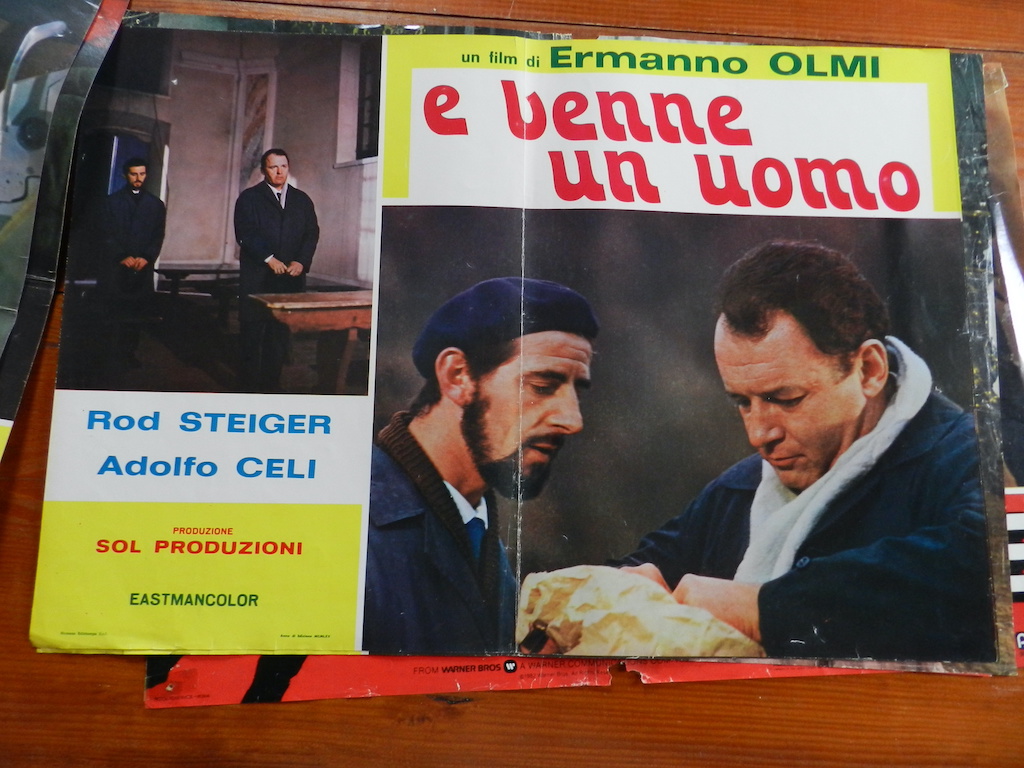 un film di Ermanno OLMI
e venne
un uomo
Rod STEIGER
Adolfo CELI
PRODUZIONE
SOL PRODUZIONI
EASTMANCOLOR
FROM WARNER BROS W A WARNER COMMU